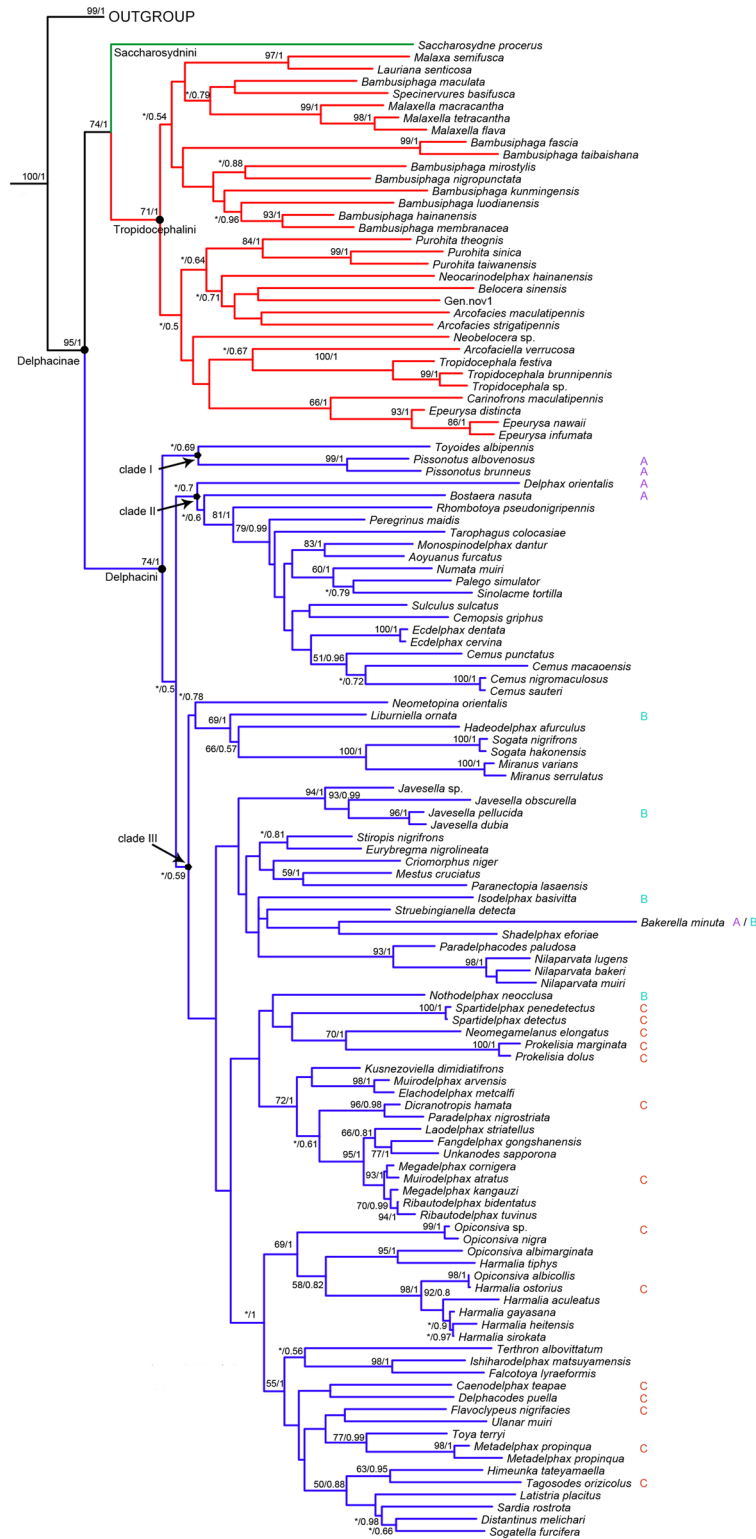 99/1 OUTGROUP
Saccharosydne procerus
Saccharosydnini
97/1 Malaxa semifusca
Lauriana senticosa
*/0.79 Bambusiphaga maculata
Specinervures basifusca
*/0.54
99/1 Malaxella macracantha
98/1 Malaxella tetracantha
Malaxella flava
74/1
99/1 Bambusiphaga fascia
Bambusiphaga taibaishana
*/0.88 Bambusiphaga mirostylis
Bambusiphaga nigropunctata
100/1
Bambusiphaga kunmingensis
Bambusiphaga luodianensis
71/1
*/0.96 93/1 Bambusiphaga hainanensis
Tropidocephalini
Bambusiphaga membranacea
84/1 Purohita theognis
99/1 Purohita sinica
*/0.64
Purohita taiwanensis
Neocarinodelphax hainanensis
*/0.71
Belocera sinensis
Gen.nov1
Arcofacies maculatipennis
*/0.5
Arcofacies strigatipennis
95/1
Neobelocera sp.
Delphacinae
*/0.67 Arcofaciella verrucosa
100/1 Tropidocephala festiva
99/1 Tropidocephala brunnipennis
Tropidocephala sp.
66/1 Carinofrons maculatipennis
93/1 Epeurysa distincta
86/1 Epeurysa nawaii
Epeurysa infumata
*/0.69 Toyoides albipennis
clade I
99/1 Pissonotus albovenosus A
Pissonotus brunneus A
*/0.7 Delphax orientalis A
clade II
Bostaera nasuta A
*/0.6 81/1 Rhombotoya pseudonigripennis
79/0.99 Peregrinus maidis
Tarophagus colocasiae
83/1 Monospinodelphax dantur
Aoyuanus furcatus
74/1
60/1 Numata muiri
Delphacini
Palego simulator
*/0.79 Sinolacme tortilla
Sulculus sulcatus
Cemopsis griphus
100/1 Ecdelphax dentata
Ecdelphax cervina
51/0.96 Cemus punctatus
Cemus macaoensis
*/0.72 100/1 Cemus nigromaculosus
Cemus sauteri
*/0.5
*/0.78 Neometopina orientalis
69/1 Liburniella ornata B
Hadeodelphax afurculus
66/0.57 100/1 Sogata nigrifrons
100/1 Sogata hakonensis
100/1 Miranus varians
Miranus serrulatus
94/1 Javesella sp.
93/0.99 Javesella obscurella
96/1 Javesella pellucida B
Javesella dubia
*/0.81 Stiropis nigrifrons
clade III
Eurybregma nigrolineata
Criomorphus niger
*/0.59
59/1 Mestus cruciatus
Paranectopia lasaensis
Isodelphax basivitta B
Struebingianella detecta
Bakerella minuta A / B
Shadelphax eforiae
93/1 Paradelphacodes paludosa
98/1 Nilaparvata lugens
Nilaparvata bakeri
Nilaparvata muiri
Nothodelphax neocclusa B
100/1 Spartidelphax penedetectus C
Spartidelphax detectus C
70/1 Neomegamelanus elongatus C
100/1 Prokelisia marginata C
Prokelisia dolus C
Kusnezoviella dimidiatifrons
98/1 Muirodelphax arvensis
72/1
Elachodelphax metcalfi
96/0.98 Dicranotropis hamata C
Paradelphax nigrostriata
*/0.61
66/0.81 Laodelphax striatellus
Fangdelphax gongshanensis
95/1 77/1 Unkanodes sapporona
Megadelphax cornigera
93/1 Muirodelphax atratus C
Megadelphax kangauzi
70/0.99 Ribautodelphax bidentatus
94/1 Ribautodelphax tuvinus
99/1 Opiconsiva sp. C
Opiconsiva nigra
69/1
95/1 Opiconsiva albimarginata
Harmalia tiphys
58/0.82
98/1 Opiconsiva albicollis
98/1 92/0.8 Harmalia ostorius C
Harmalia aculeatus
*/1
Harmalia gayasana
*/0.9 Harmalia heitensis
*/0.97 Harmalia sirokata
*/0.56 Terthron albovittatum
98/1 Ishiharodelphax matsuyamensis
Falcotoya lyraeformis
55/1
Caenodelphax teapae C
Delphacodes puella C
Flavoclypeus nigrifacies C
Ulanar muiri
77/0.99 Toya terryi
98/1 Metadelphax propinqua C
Metadelphax propinqua
63/0.95 Himeunka tateyamaella
50/0.88 Tagosodes orizicolus C
Latistria placitus
Sardia rostrota
*/0.98 Distantinus melichari
*/0.66 Sogatella furcifera